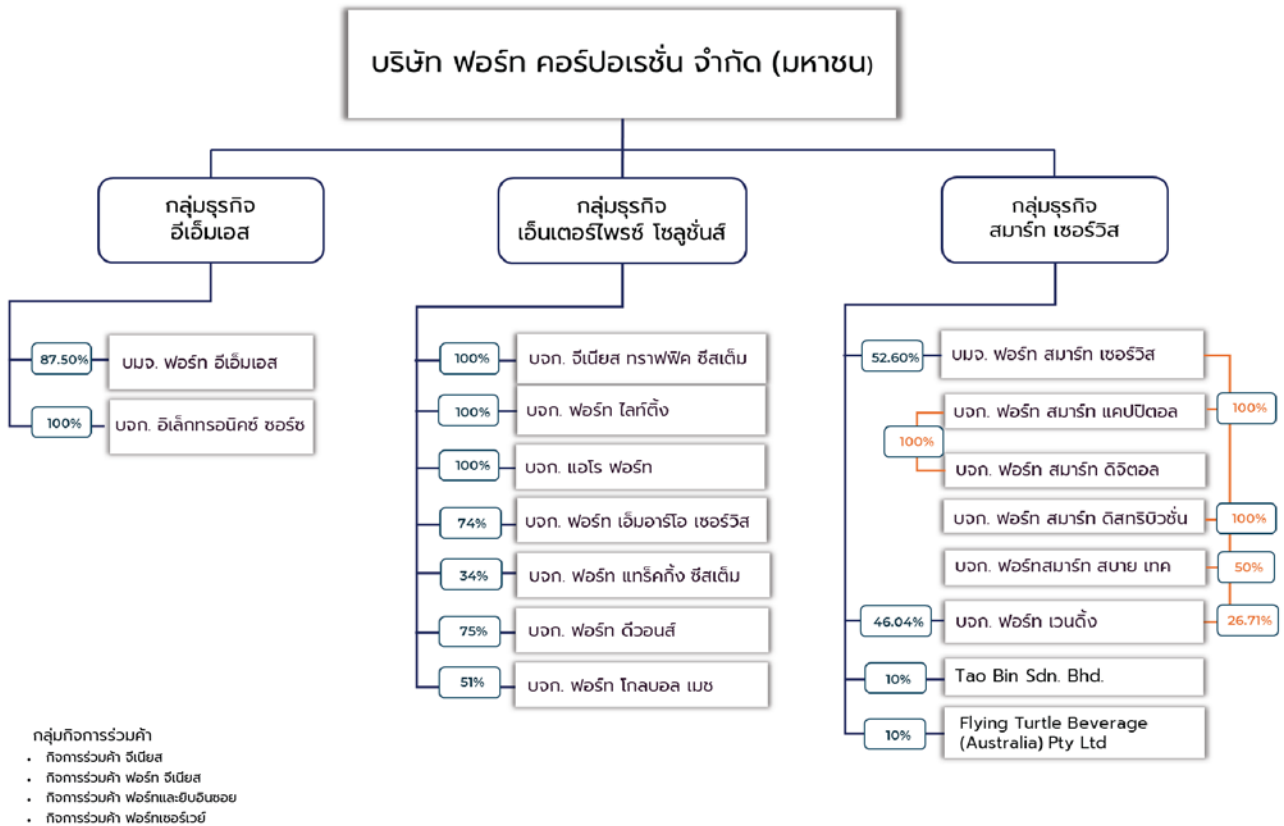 บริษัท ฟอร์ท คอร์ปอเรชั่น จำกัด (มหาชน)
กลุ่มธุรกิจ
อีเอ็มเอส
87.50%
บมจ. ฟอร์ท อีเอ็มเอส
100%
บจก. อิเล็กทรอนิคซ์ ซอร์ซ
กลุ่มธุรกิจ
เอ็นเตอร์ไพรซ์ โซลูชั่นส์
100%
บจก. จีเนียส ทราฟฟิค ซีสเต็ม
100%
บจก. ฟอร์ท ไลท์ติ้ง
100%
บจก. แอโร ฟอร์ท
74%
บจก. ฟอร์ท เอ็มอาร์โอ เซอร์วิส
34%
บจก. ฟอร์ท แทร็คกิ้ง ซีสเต็ม
75%
บจก. ฟอร์ท ดีวอนส์
51%
บจก. ฟอร์ท โกลบอล เมช
กลุ่มธุรกิจ
สมาร์ท เซอร์วิส
52.60%
บมจ. ฟอร์ท สมาร์ท เซอร์วิส
บจก. ฟอร์ท สมาร์ท แคปปิตอล
100%
100%
บจก. ฟอร์ท สมาร์ท ดิจิตอล
บจก. ฟอร์ท สมาร์ท ดิสทริบิวชั่น
100%
บจก. ฟอร์ทสมาร์ท สบาย เทค
50%
46.04%
บจก. ฟอร์ท เวนดิ้ง
26.71%
10%
Tao Bin Sdn. Bhd.
10%
Flying Turtle Beverage
(Australia) Pty Ltd
กลุ่มกิจการร่วมค้า
• กิจการร่วมค้า จีเนียส
• กิจการร่วมค้า ฟอร์ท จีเนียส
• กิจการร่วมค้า ฟอร์ทและยิบอินซอย
• กิจการร่วมค้า ฟอร์ทเซอร์เวย์